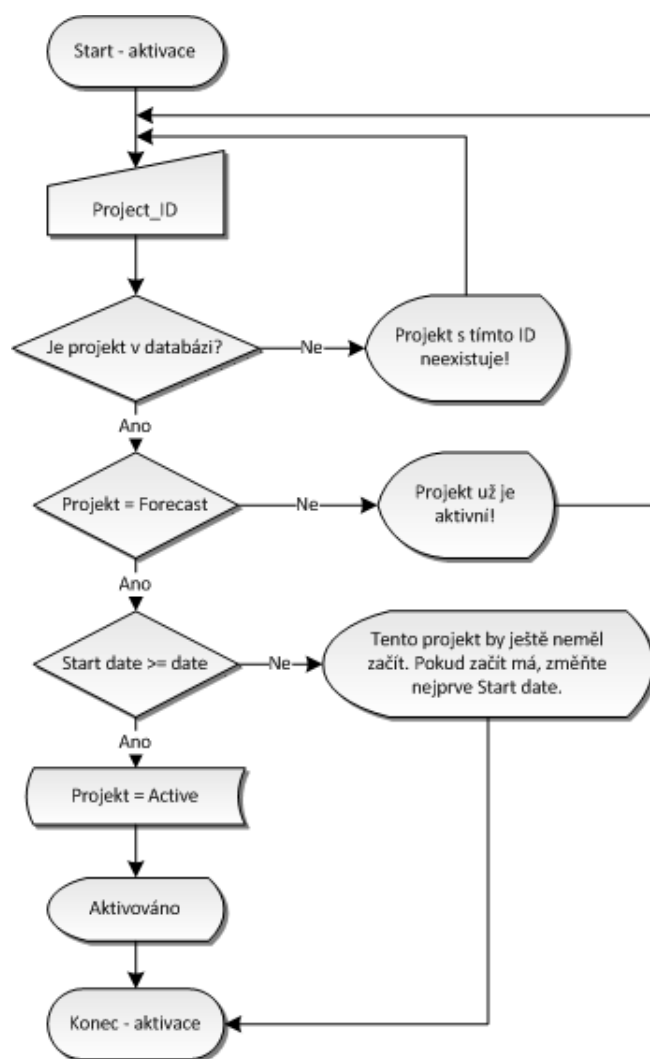 Start - aktivace
Project_ID
Je projekt v databázi?
Ne
Projekt s tímto ID
neexistuje!
Ano
Projekt = Forecast
Ne
Projekt už je
aktivní!
Ano
Start date >= date
Ne
Tento projekt by ještě neměl
začít. Pokud začít má, změňte
nejprve Start date.
Ano
Projekt = Active
Aktivováno
Konec - aktivace